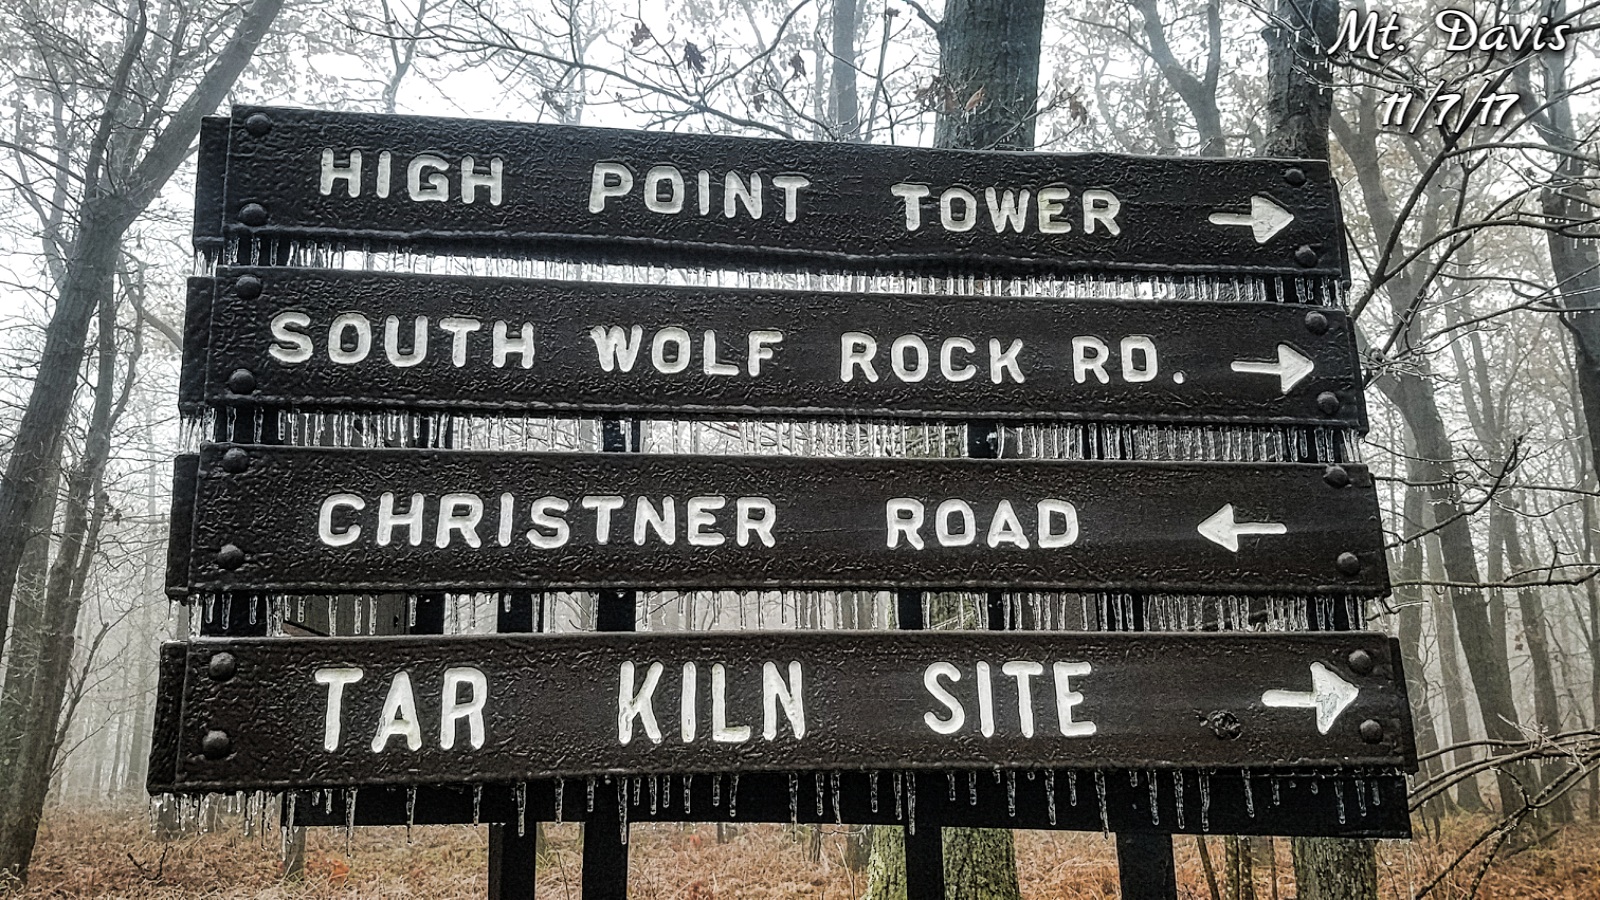 Mt. Davis
11/7/17
HIGH POINT TOWER →
SOUTH WOLF ROCK RD. →
CHRISTNER ROAD ←
TAR KILN SITE →